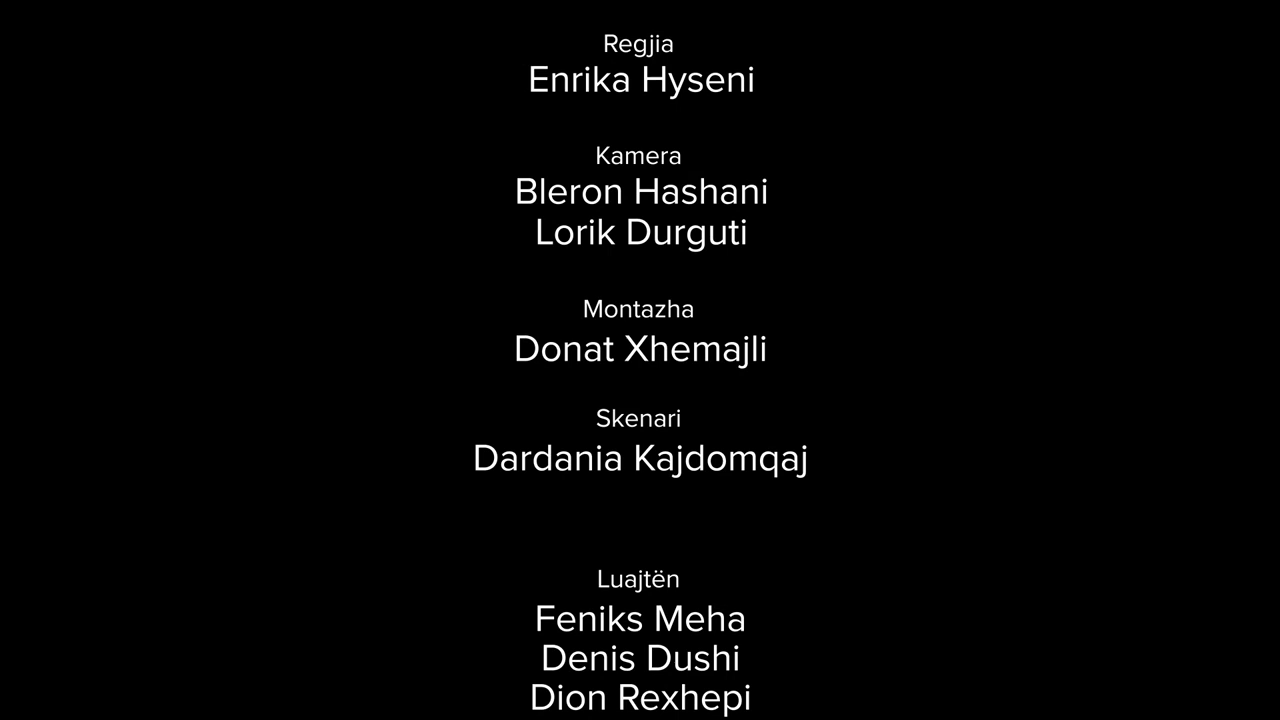 Regjia
Enrika Hyseni
Kamera
Bleron Hashani
Lorik Durguti
Montazha
Donat Xhemajli
Skenari
Dardania Kajdomqaj
Luajtën
Feniks Meha
Denis Dushi
Dion Rexhepi